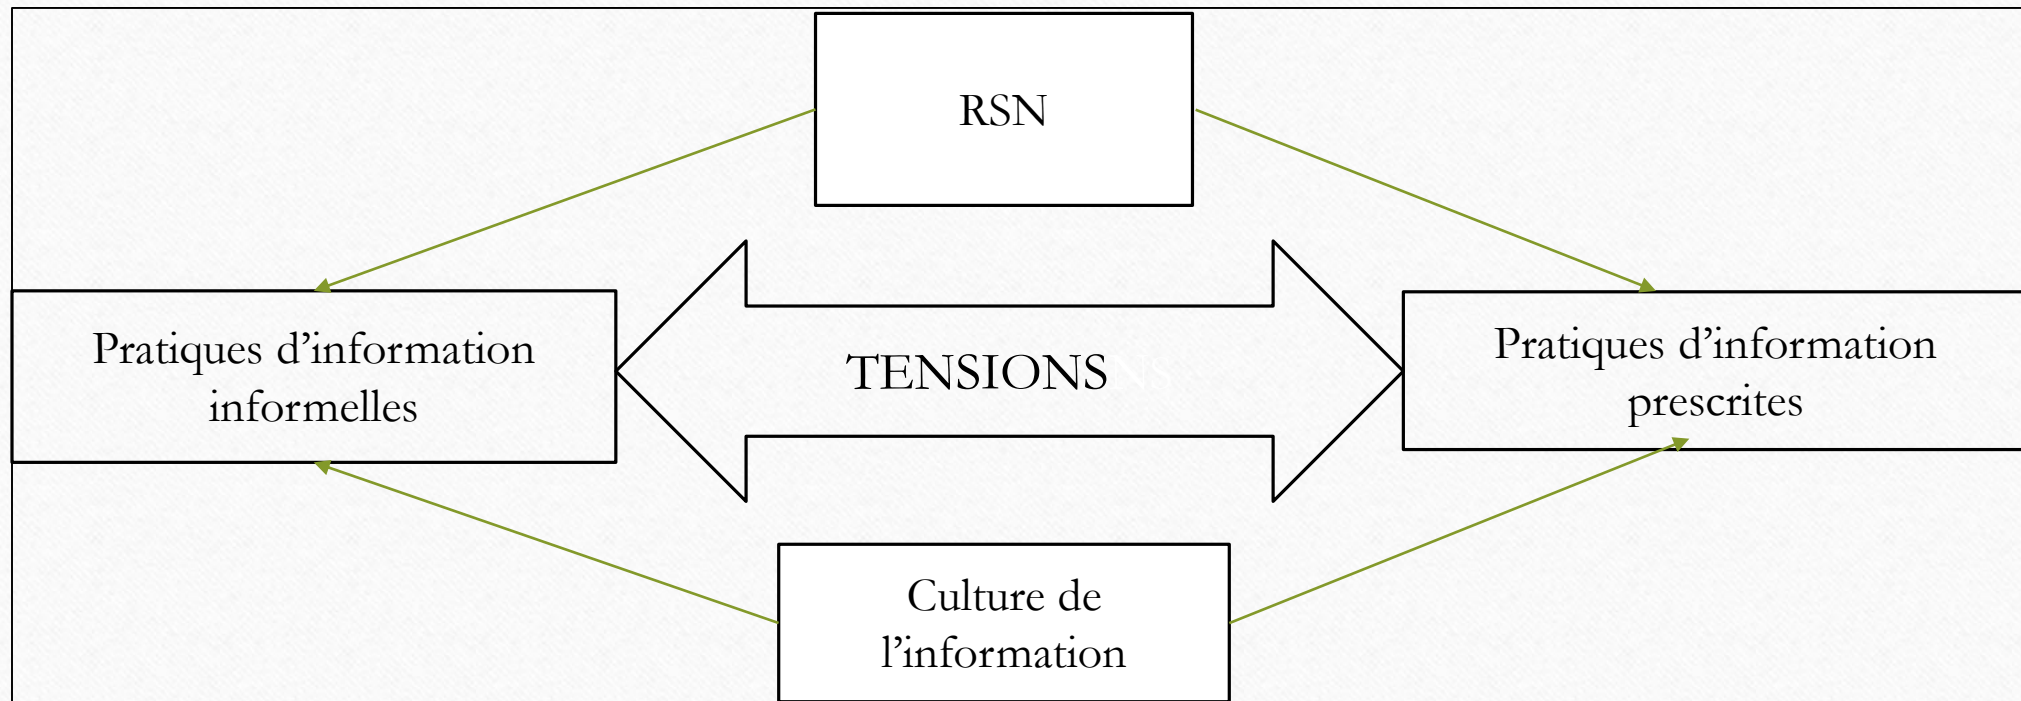 RSN
Pratiques d’information
informelles
TENSIONS
Pratiques d’information
prescrites
Culture de
l’information